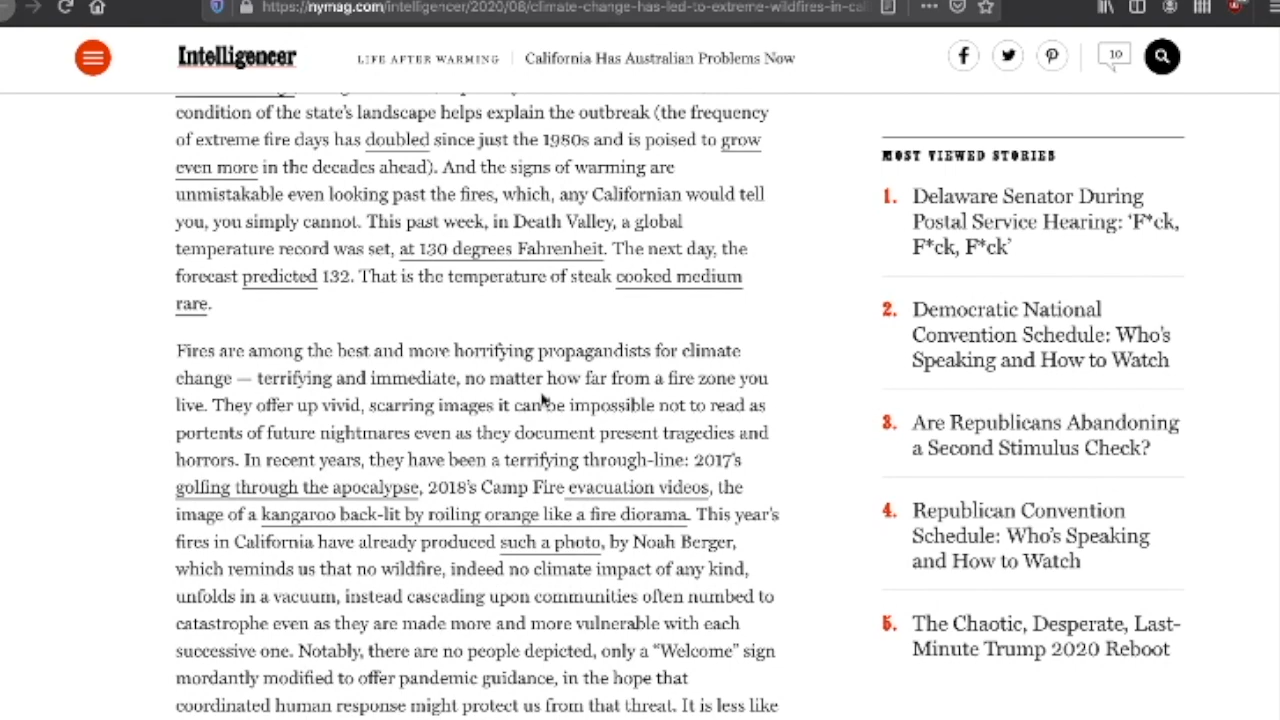 https://nymag.com/intelligencer/2020/08/climate-change-has-led-to-extreme-wildfires-in-cal
Intelligencer
LIFE AFTER WARMING
California Has Australian Problems Now
10
condition of the state's landscape helps explain the outbreak (the frequency
of extreme fire days has doubled since just the 1980s and is poised to grow
even more in the decades ahead). And the signs of warming are
unmistakable even looking past the fires, which, any Californian would tell
you, you simply cannot. This past week, in Death Valley, a global
temperature record was set, at 130 degrees Fahrenheit. The next day, the
forecast predicted 132. That is the temperature of steak cooked medium
rare.
Fires are among the best and more horrifying propagandists for climate
change — terrifying and immediate, no matter how far from a fire zone you
live. They offer up vivid, scarring images it can be impossible not to read as
portents of future nightmares even as they document present tragedies and
horrors. In recent years, they have been a terrifying through-line: 2017's
golfing through the apocalypse, 2018's Camp Fire evacuation videos, the
image of a kangaroo back-lit by roiling orange like a fire diorama. This year's
fires in California have already produced such a photo, by Noah Berger,
which reminds us that no wildfire, indeed no climate impact of any kind,
unfolds in a vacuum, instead cascading upon communities often numbed to
catastrophe even as they are made more and more vulnerable with each
successive one. Notably, there are no people depicted, only a “Welcome” sign
mordantly modified to offer pandemic guidance, in the hope that
coordinated human response might protect us from that threat. It is less like
MOST VIEWED STORIES
1. Delaware Senator During
Postal Service Hearing: ‘F*ck,
F*ck, F*ck’
2. Democratic National
Convention Schedule: Who's
Speaking and How to Watch
3. Are Republicans Abandoning
a Second Stimulus Check?
4. Republican Convention
Schedule: Who's Speaking
and How to Watch
5. The Chaotic, Desperate, Last-
Minute Trump 2020 Reboot